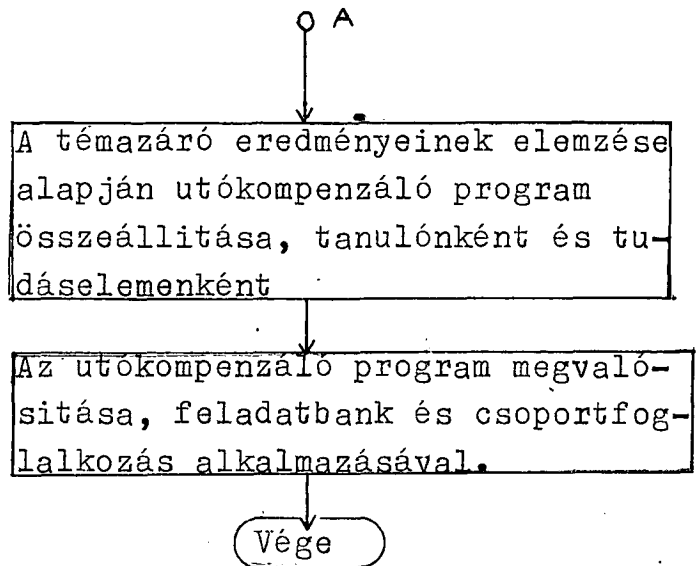 A
A témazáró eredményeinek elemzése
alapján utókompenzáló program
összeállitása, tanulónként és tu-
dáselemenként
Az utókompenzáló program megvaló-
sitása, feladatbank és csoportfog-
lalkozás alkalmazásával.
Vége